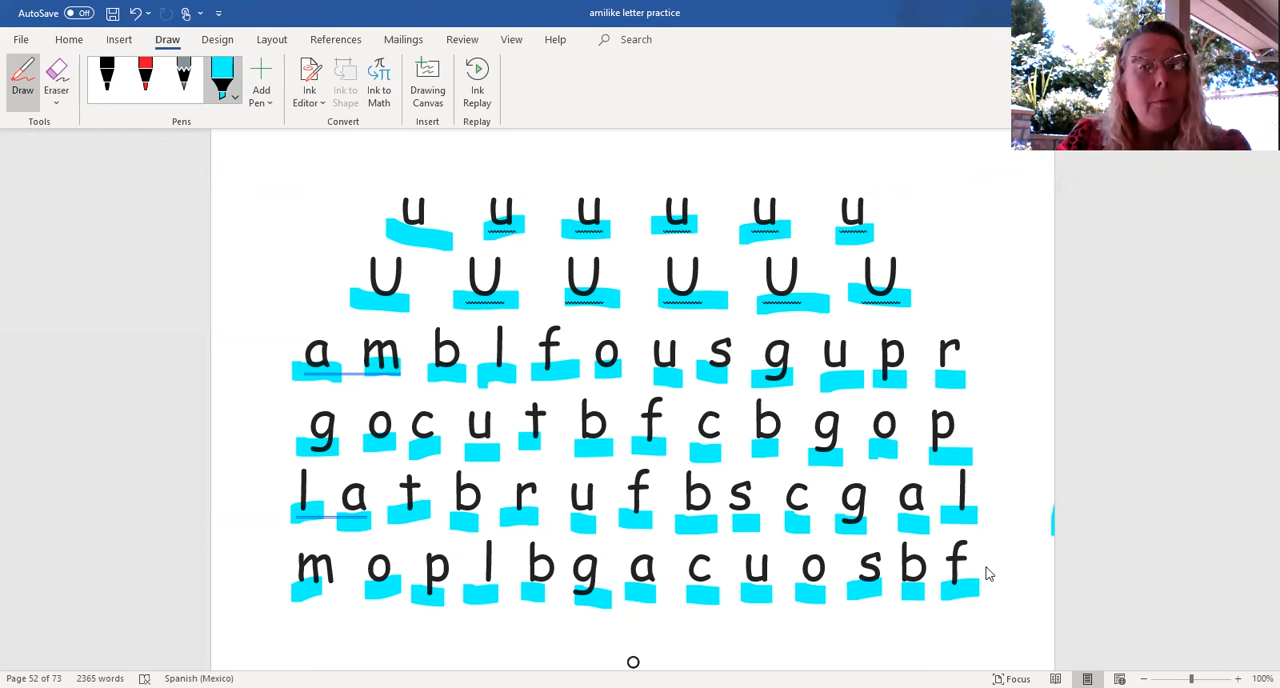 AutoSave Off amilike letter practice
File Home Insert Draw Design Layout References Mailings Review View Help Search
Draw Eraser Add Pen Ink Editor Ink to Shape Ink to Math Drawing Canvas Ink Replay
Tools Pens Convert Insert Replay
u u u u u u
U U U U U U
a m b l f o u s g u p r
g o c u t b f c b g o p
l a t b r u f b s c g a l
m o p l b g a c u o s b f
o
Page 52 of 73 2365 words Spanish (Mexico) Focus 100%